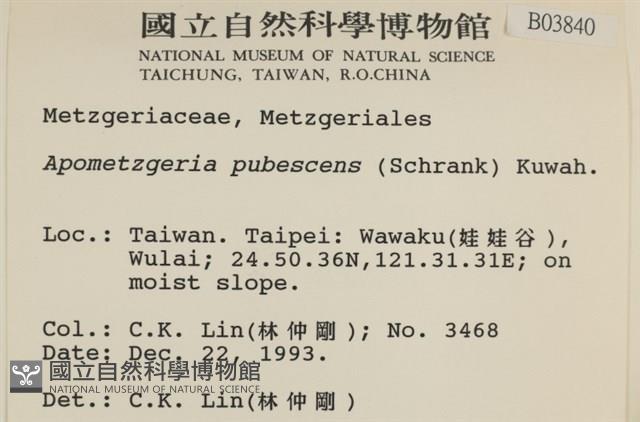 國立自然科學博物館
B03840
NATIONAL MUSEUM OF NATURAL SCIENCE
TAICHUNG, TAIWAN, R.O.CHINA
Metzgeriaceae, Metzgeriales
Apometzgeria pubescens (Schrank) Kuwah.
Loc.: Taiwan. Taipei: Wawaku(娃娃谷),
Wulai; 24.50.36N,121.31.31E; on
moist slope.
Col.: C.K. Lin(林仲剛); No. 3468
Date: Dec. 22, 1993.
國立自然科學博物館
NATIONAL MUSEUM OF NATURAL SCIENCE
Det.: C.K. Lin(林仲剛)